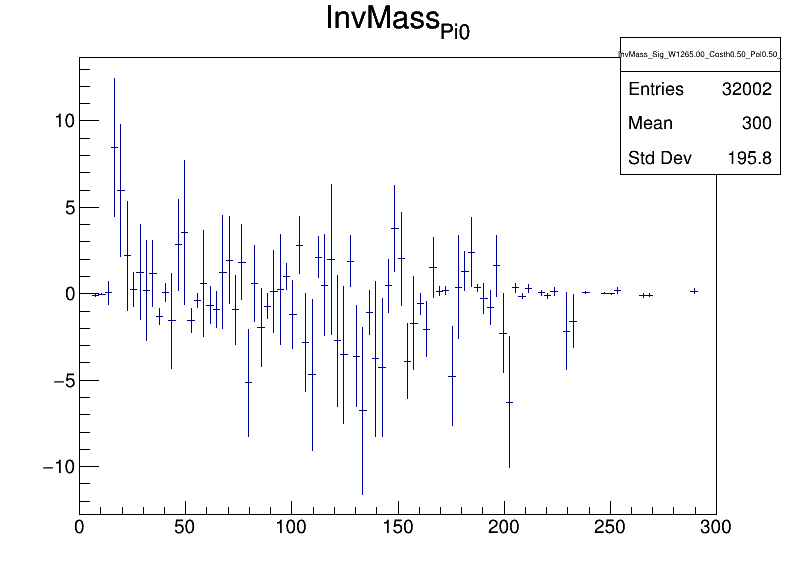 InvMass_Pi0
InvMass_Sig_W1265.00_Costh0.50_Pol0.50_
Entries 32002
Mean 300
Std Dev 195.8
10
5
0
−5
−10
0 50 100 150 200 250 300